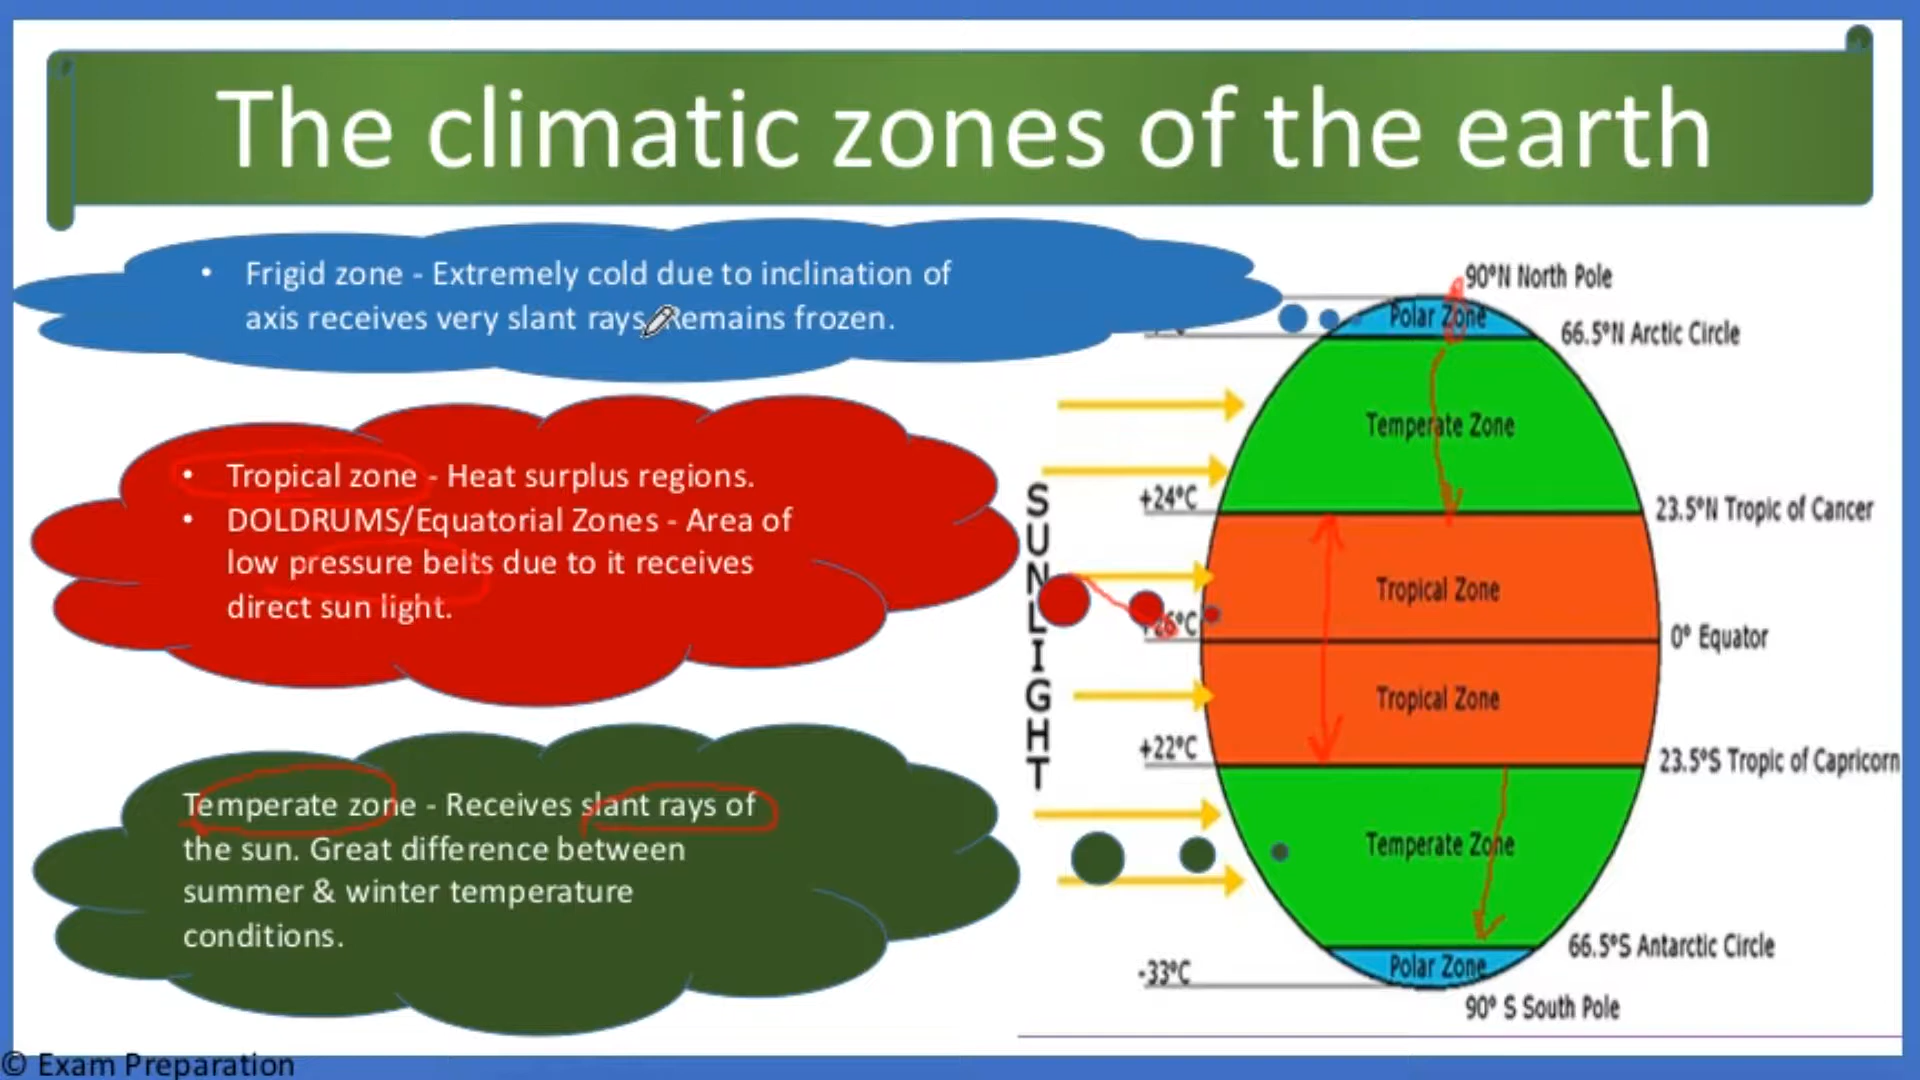 The climatic zones of the earth
• Frigid zone - Extremely cold due to inclination of
axis receives very slant rays. Remains frozen.
• Tropical zone - Heat surplus regions.
• DOLDRUMS/Equatorial Zones - Area of
low pressure belts due to it receives
direct sun light.
Temperate zone - Receives slant rays of
the sun. Great difference between
summer & winter temperature
conditions.
SUNLIGHT
+24°C
+26°C
+22°C
-33°C
90°N North Pole
Polar Zone
66.5°N Arctic Circle
Temperate Zone
23.5°N Tropic of Cancer
Tropical Zone
0° Equator
Tropical Zone
23.5°S Tropic of Capricorn
Temperate Zone
66.5°S Antarctic Circle
Polar Zone
90° S South Pole
© Exam Preparation